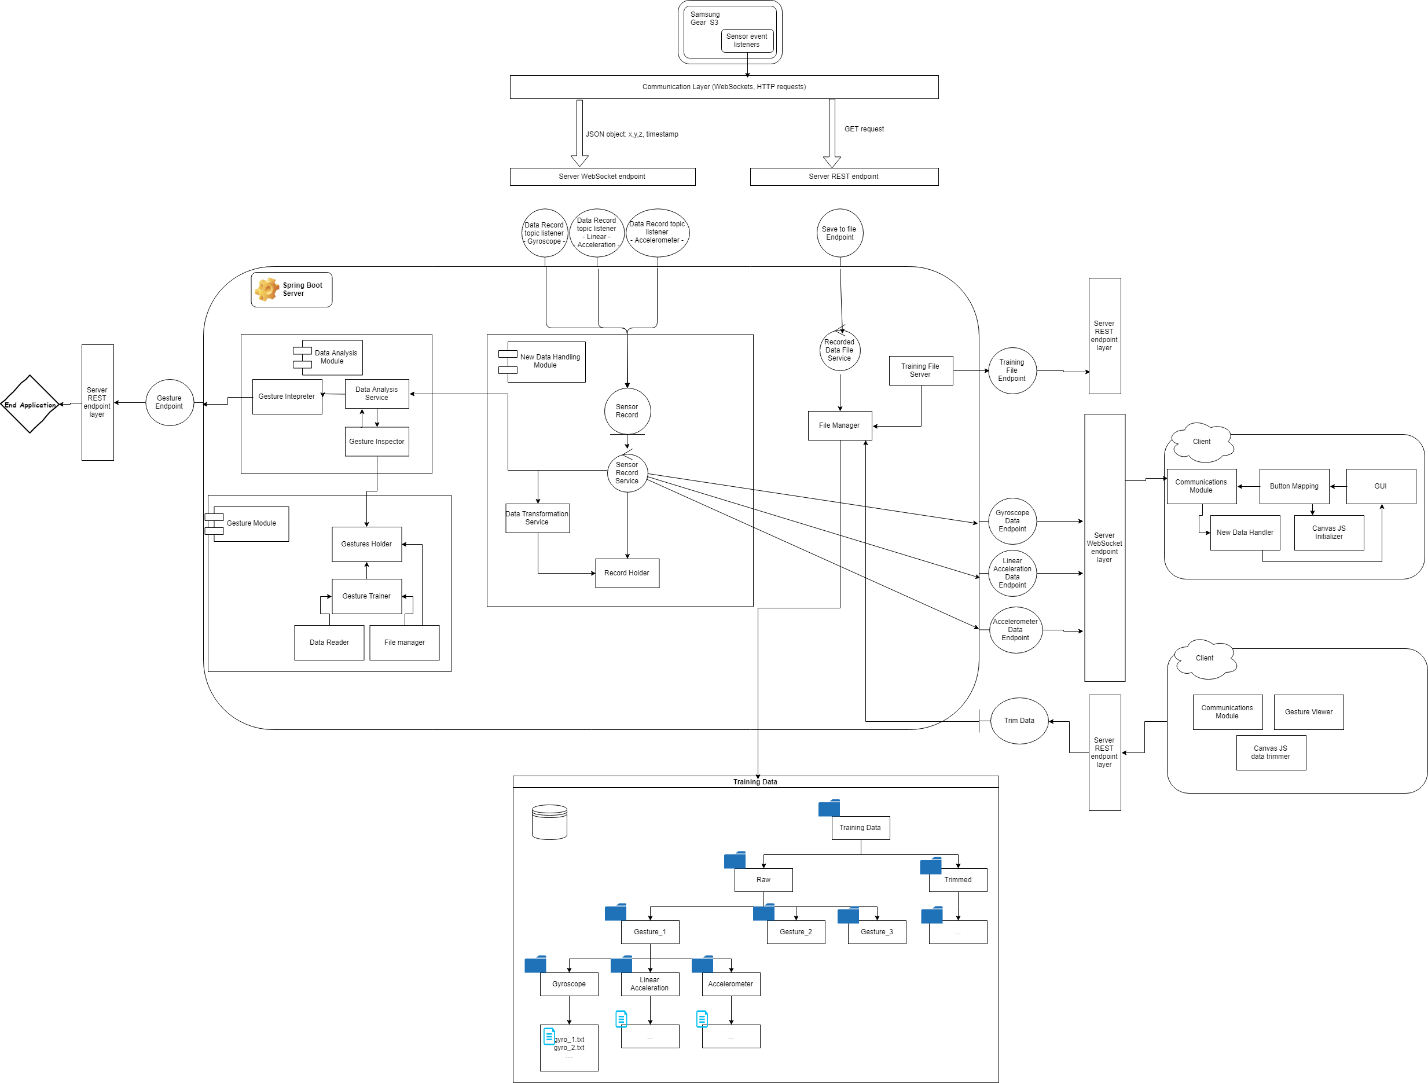 Samsung
Gear S3
Sensor event
listeners
Communication Layer (WebSockets, HTTP requests)
JSON object: x,y,z, timestamp
GET request
Server WebSocket endpoint
Server REST endpoint
Data Record
topic listener
- Gyroscope -
Data Record
topic listener
- Linear -
Acceleration -
Data Record topic
listener
- Accelerometer -
Save to file
Endpoint
Spring Boot
Server
Data Analysis
Module
Gesture Intepreter
Data Analysis
Service
Gesture Inspector
New Data Handling
Module
Sensor
Record
Sensor
Record
Service
Data Transformation
Service
Record Holder
Recorded
Data File
Service
Training File
Server
File Manager
Training
File
Endpoint
Server
REST
endpoint
layer
End Application
Server
REST
endpoint
layer
Gesture
Endpoint
Gesture Module
Gestures Holder
Gesture Trainer
Data Reader
File manager
Gyroscope
Data
Endpoint
Linear
Acceleration
Data
Endpoint
Accelerometer
Data
Endpoint
Server
WebSocket
endpoint
layer
Client
Communications
Module
Button Mapping
GUI
New Data Handler
Canvas JS
Initializer
Trim Data
Server
REST
endpoint
layer
Client
Communications
Module
Gesture Viewer
Canvas JS
data trimmer
Training Data
Training Data
Raw
Trimmed
Gesture_1
Gesture_2
Gesture_3
...
Gyroscope
Linear
Acceleration
Accelerometer
gyro_1.txt
gyro_2.txt
....
...
...